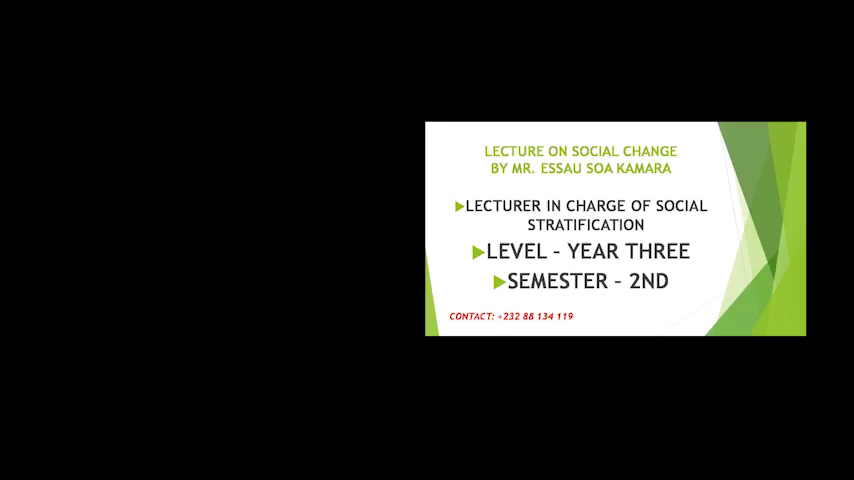 LECTURE ON SOCIAL CHANGE
BY MR. ESSAU SOA KAMARA
LECTURER IN CHARGE OF SOCIAL
STRATIFICATION
LEVEL – YEAR THREE
SEMESTER – 2ND
CONTACT: +232 88 134 119